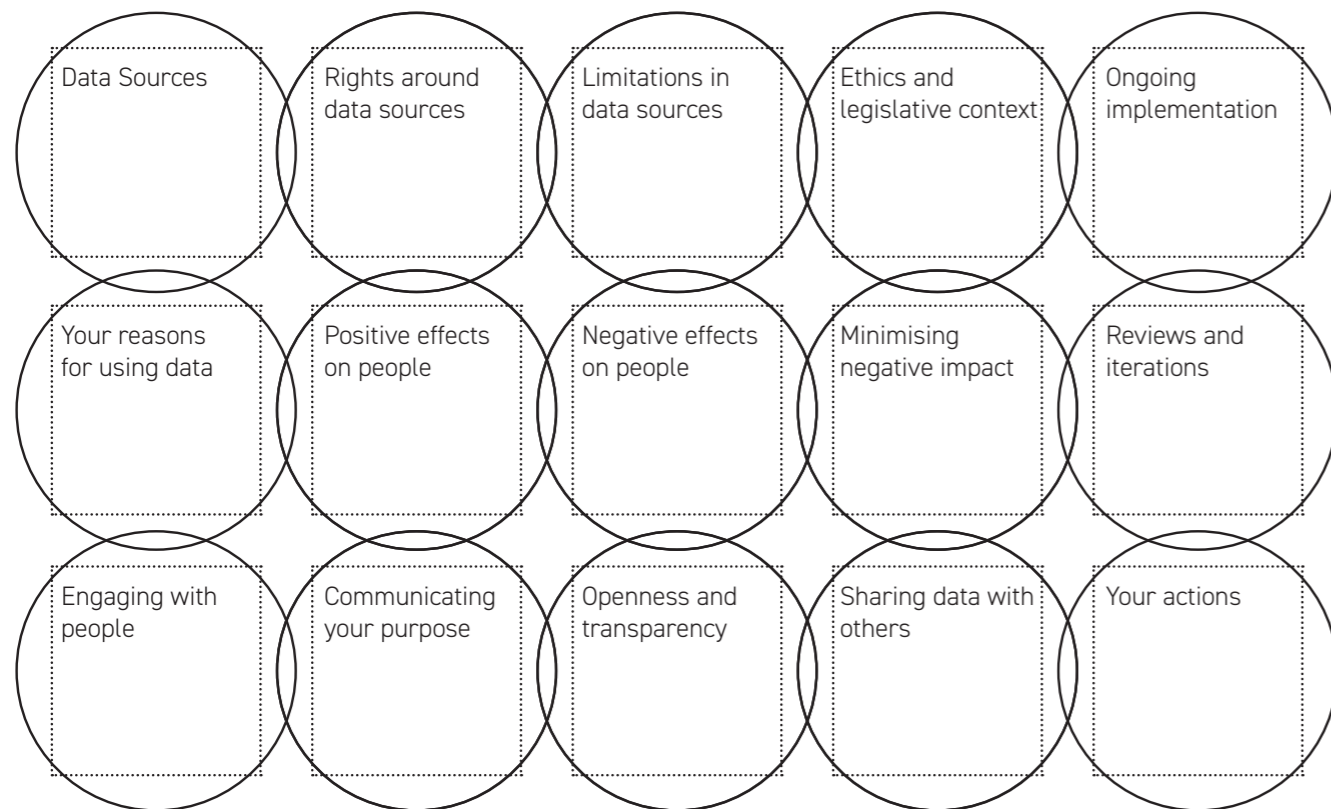 Data Sources
Rights around
data sources
Limitations in
data sources
Ethics and
legislative context
Ongoing
implementation
Your reasons
for using data
Positive effects
on people
Negative effects
on people
Minimising
negative impact
Reviews and
iterations
Engaging with
people
Communicating
your purpose
Openness and
transparency
Sharing data with
others
Your actions